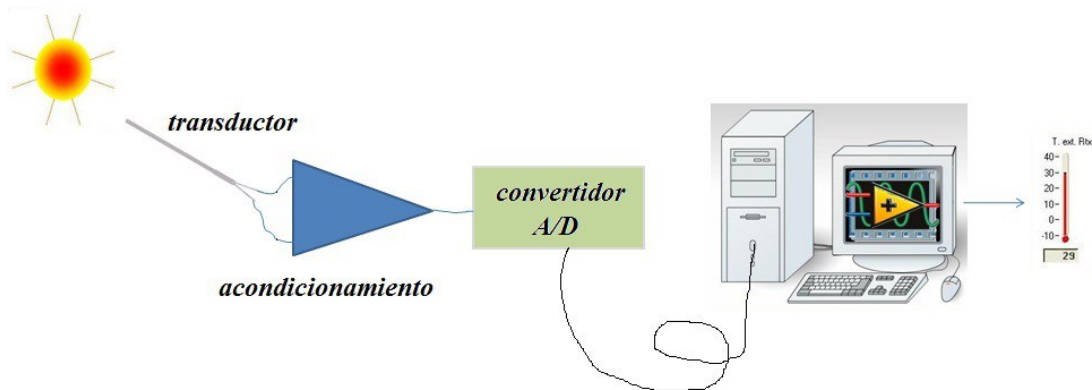 transductor
acondicionamiento
convertidor
A/D
T. ext. Rtx
40
30
20
10
0
-10
29